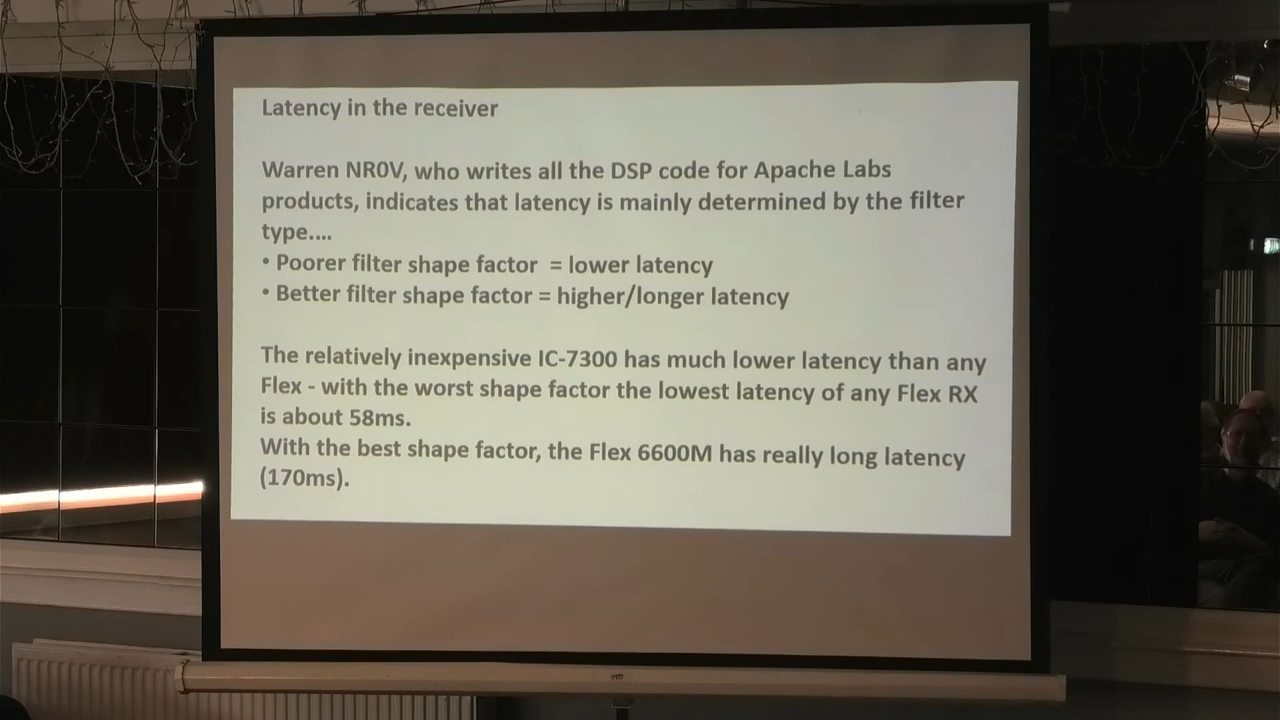 Latency in the receiver
Warren NR0V, who writes all the DSP code for Apache Labs
products, indicates that latency is mainly determined by the filter
type....
• Poorer filter shape factor = lower latency
• Better filter shape factor = higher/longer latency
The relatively inexpensive IC-7300 has much lower latency than any
Flex - with the worst shape factor the lowest latency of any Flex RX
is about 58ms.
With the best shape factor, the Flex 6600M has really long latency
(170ms).